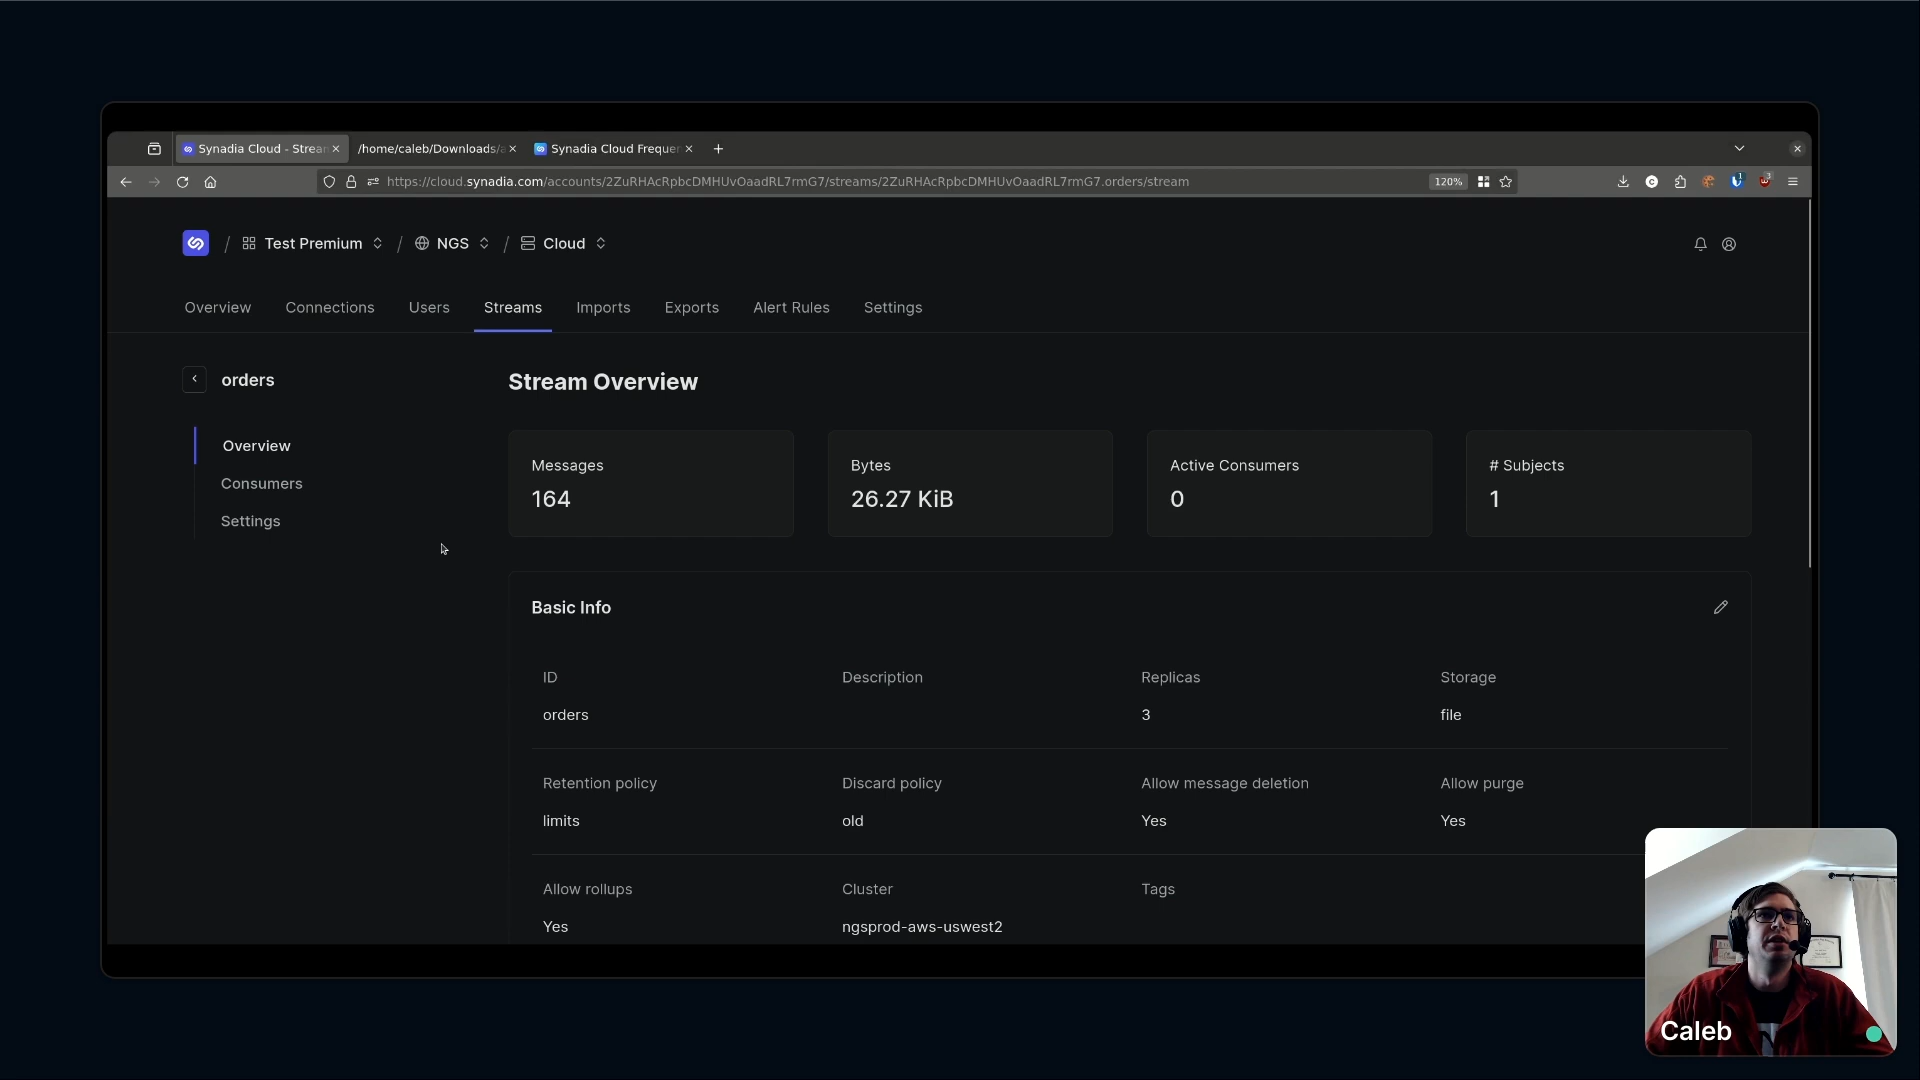 Synadia Cloud - Strea
/home/caleb/Downloads/a
Synadia Cloud Freque
https://cloud.synadia.com/accounts/2ZuRHAcRpbcDMHUvOaadRL7rmG7/streams/2ZuRHAcRpbcDMHUvOaadRL7rmG7.orders/stream
120%
1
3
/ Test Premium / NGS / Cloud
Overview Connections Users Streams Imports Exports Alert Rules Settings
orders
Overview
Consumers
Settings
Stream Overview
Messages
164
Bytes
26.27 KiB
Active Consumers
0
# Subjects
1
Basic Info
ID Description Replicas Storage
orders 3 file
Retention policy Discard policy Allow message deletion Allow purge
limits old Yes Yes
Allow rollups Cluster Tags
Yes ngsprod-aws-uswest2
Caleb